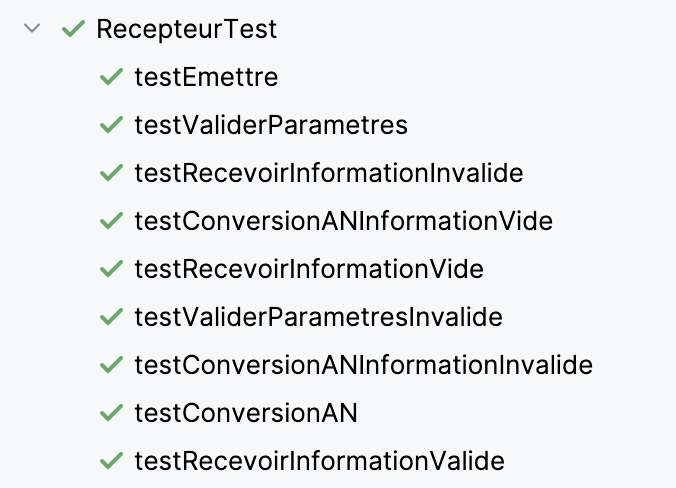 RecepteurTest
testEmettre
testValiderParametres
testRecevoirInformationInvalide
testConversionANInformationVide
testRecevoirInformationVide
testValiderParametresInvalide
testConversionANInformationInvalide
testConversionAN
testRecevoirInformationValide